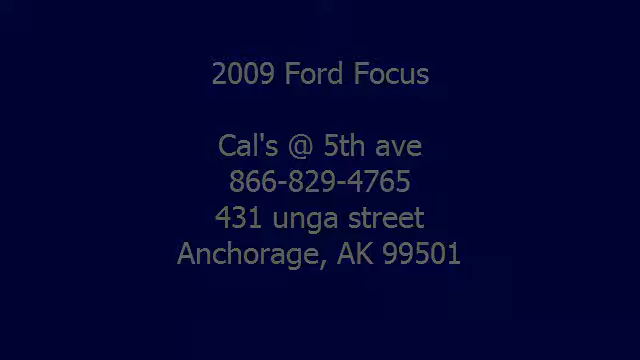 2009 Ford Focus
Cal's @ 5th ave
866-829-4765
431 unga street
Anchorage, AK 99501